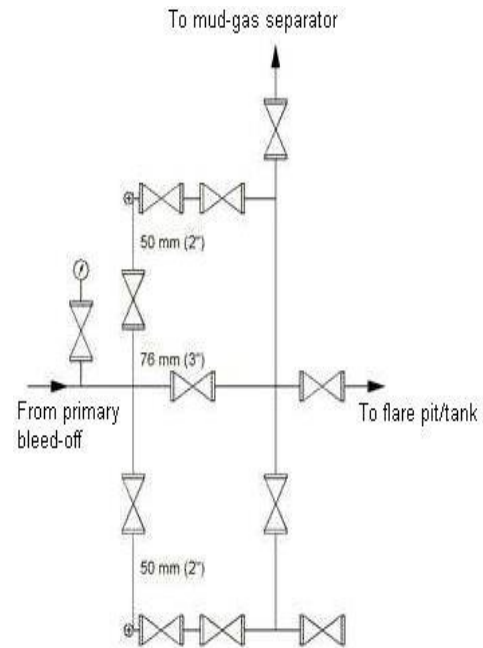 To mud-gas separator
50 mm (2")
76 mm (3")
From primary
bleed-off
To flare pit/tank
50 mm (2")